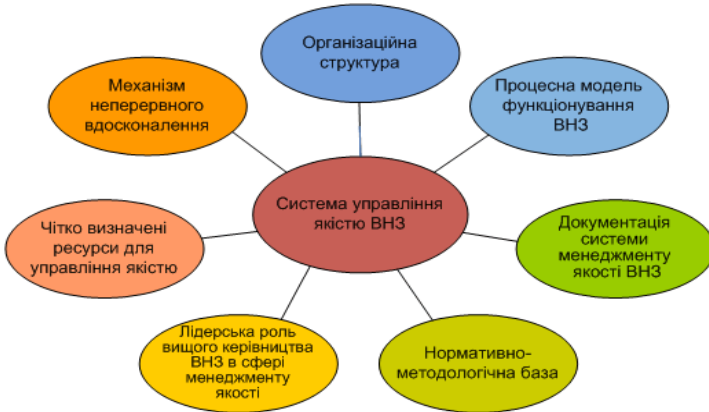 Організаційна
структура
Механізм
неперервного
вдосконалення
Процесна модель
функціонування
ВНЗ
Система управління
якістю ВНЗ
Чітко визначені
ресурси для
управління якістю
Документація
системи
менеджменту
якості ВНЗ
Лідерська роль
вищого керівництва
ВНЗ в сфері
менеджменту
якості
Нормативно-
методологічна база